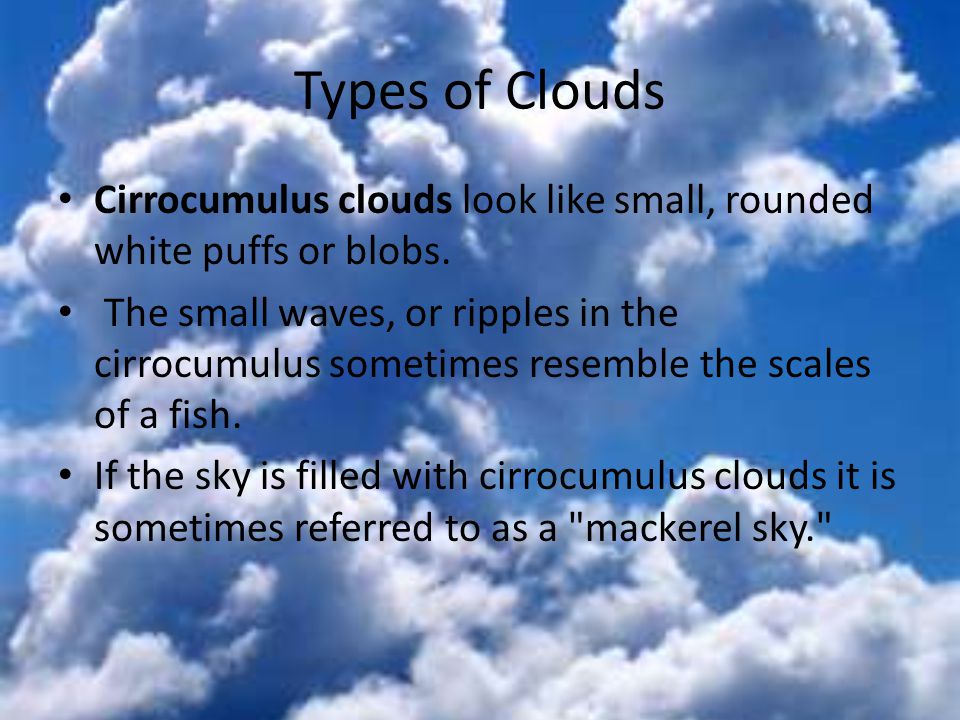 Types of Clouds
• Cirrocumulus clouds look like small, rounded
white puffs or blobs.
• The small waves, or ripples in the
cirrocumulus sometimes resemble the scales
of a fish.
• If the sky is filled with cirrocumulus clouds it is
sometimes referred to as a "mackerel sky."